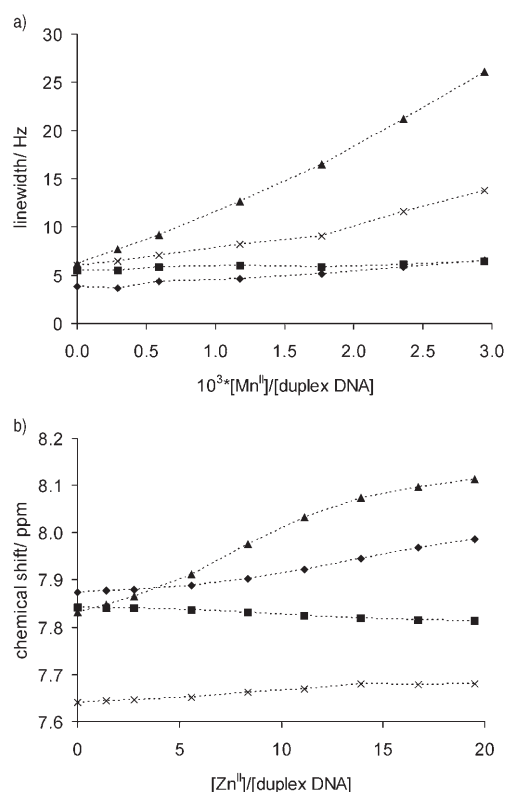 a)
30
25
20
15
10
5
0
linewidth/ Hz
0.0 0.5 1.0 1.5 2.0 2.5 3.0
10³*[Mnᴵᴵ]/[duplex DNA]
b)
8.2
8.1
8.0
7.9
7.8
7.7
7.6
chemical shift/ ppm
0 5 10 15 20
[Znᴵᴵ]/[duplex DNA]